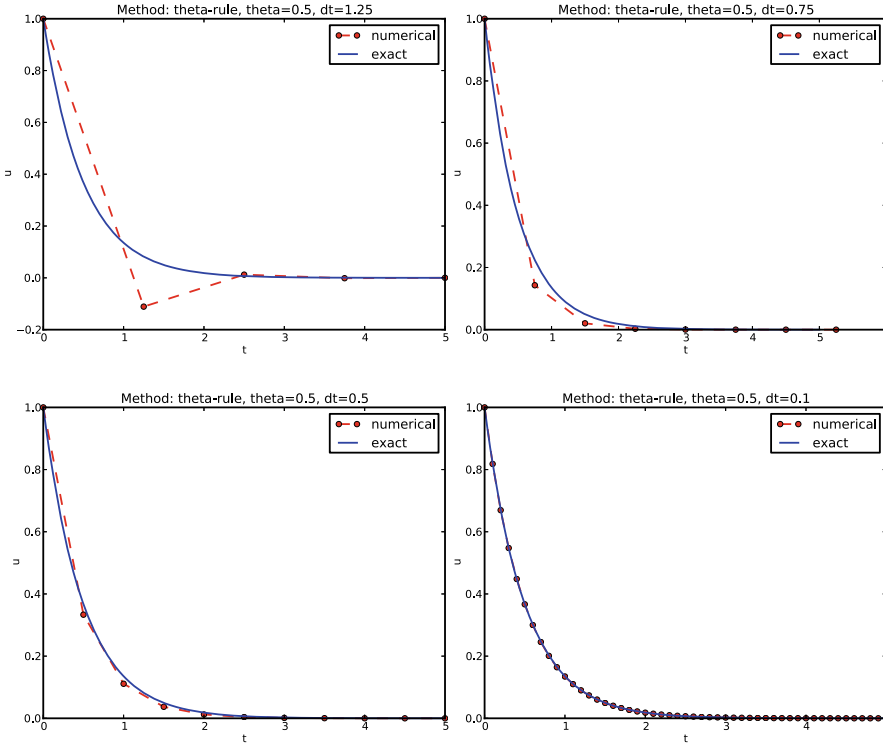 Method: theta-rule, theta=0.5, dt=1.25
1.0
0.8
0.6
0.4
0.2
0.0
−0.2
u
0
1
2
3
4
5
t
numerical
exact
Method: theta-rule, theta=0.5, dt=0.75
1.0
0.8
0.6
0.4
0.2
0.0
u
0
1
2
3
4
5
t
numerical
exact
Method: theta-rule, theta=0.5, dt=0.5
1.0
0.8
0.6
0.4
0.2
0.0
u
0
1
2
3
4
5
t
numerical
exact
Method: theta-rule, theta=0.5, dt=0.1
1.0
0.8
0.6
0.4
0.2
0.0
u
0
1
2
3
4
t
numerical
exact